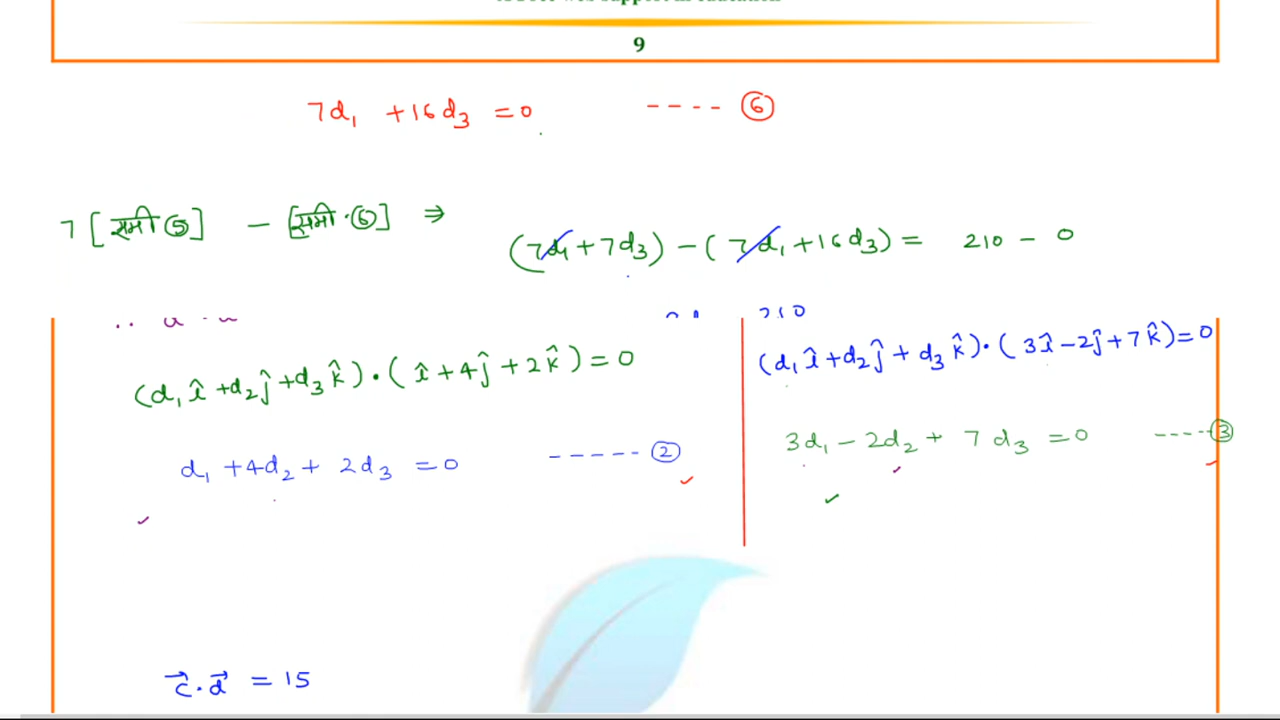 9
7d₁ + 16d₃ = 0 ---- ⑥
7 [समी ⑤] - [समी. ⑥] ⇒
(7d₁ + 7d₃) - (7d₁ + 16d₃) = 210 - 0
(d₁î + d₂ĵ + d₃k̂)·(î + 4ĵ + 2k̂) = 0
d₁ + 4d₂ + 2d₃ = 0 ----- ②
(d₁î + d₂ĵ + d₃k̂)·(3î - 2ĵ + 7k̂) = 0
3d₁ - 2d₂ + 7d₃ = 0 ---- ③
c⃗·d⃗ = 15